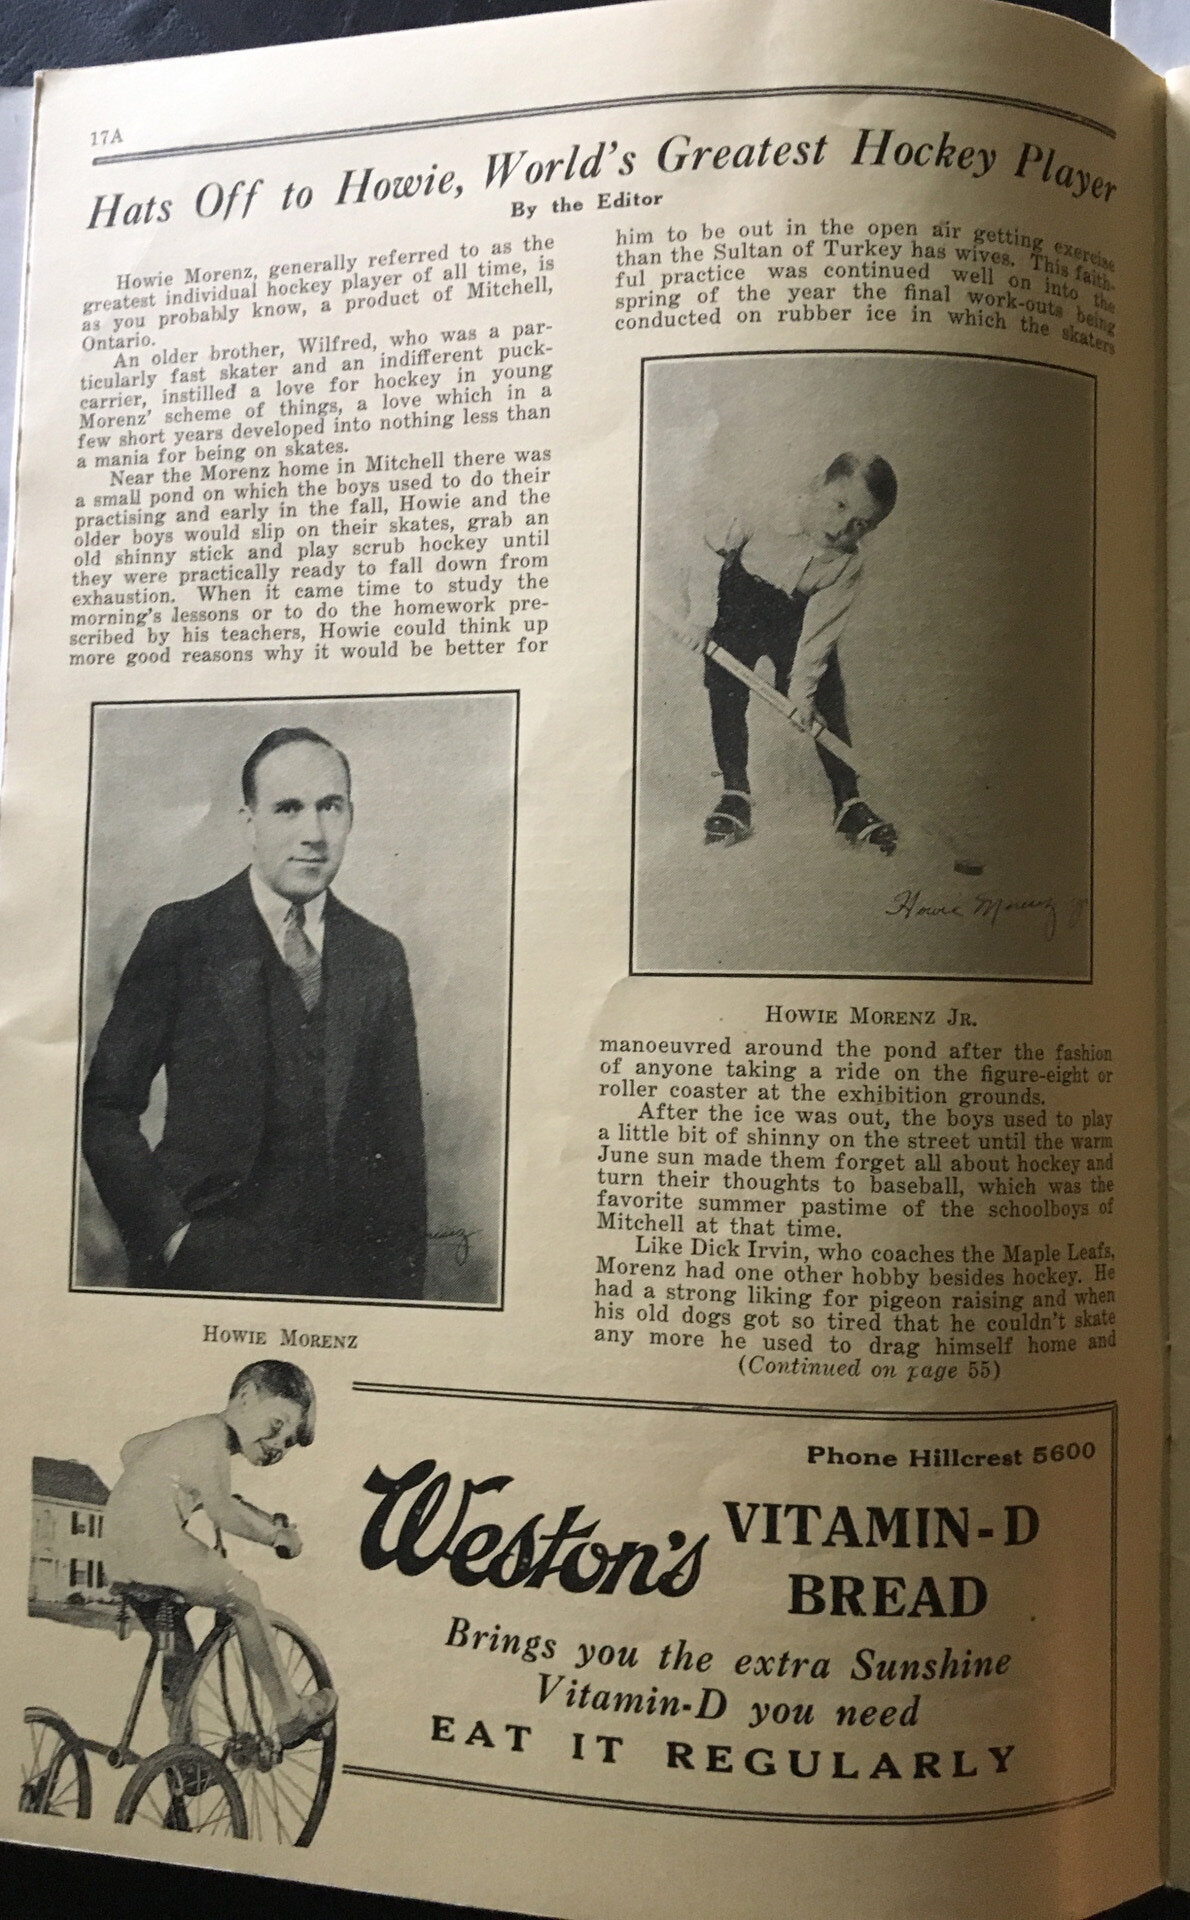 17A
Hats Off to Howie, World's Greatest Hockey Player
By the Editor
Howie Morenz, generally referred to as the
greatest individual hockey player of all time, is
as you probably know, a product of Mitchell,
Ontario.
An older brother, Wilfred, who was a par-
ticularly fast skater and an indifferent puck-
carrier, instilled a love for hockey in young
Morenz' scheme of things, a love which in a
few short years developed into nothing less than
a mania for being on skates.
Near the Morenz home in Mitchell there was
a small pond on which the boys used to do their
practising and early in the fall, Howie and the
older boys would slip on their skates, grab an
old shinny stick and play scrub hockey until
they were practically ready to fall down from
exhaustion. When it came time to study the
morning's lessons or to do the homework pre-
scribed by his teachers, Howie could think up
more good reasons why it would be better for
HOWIE MORENZ
him to be out in the open air getting exercise
than the Sultan of Turkey has wives. This faith-
ful practice was continued well on into the
spring of the year the final work-outs being
conducted on rubber ice in which the skaters
Howie Morenz Jr
HOWIE MORENZ JR.
manoeuvred around the pond after the fashion
of anyone taking a ride on the figure-eight or
roller coaster at the exhibition grounds.
After the ice was out, the boys used to play
a little bit of shinny on the street until the warm
June sun made them forget all about hockey and
turn their thoughts to baseball, which was the
favorite summer pastime of the schoolboys of
Mitchell at that time.
Like Dick Irvin, who coaches the Maple Leafs,
Morenz had one other hobby besides hockey. He
had a strong liking for pigeon raising and when
his old dogs got so tired that he couldn't skate
any more he used to drag himself home and
(Continued on page 55)
Phone Hillcrest 5600
Weston's VITAMIN-D
BREAD
Brings you the extra Sunshine
Vitamin-D you need
EAT IT REGULARLY